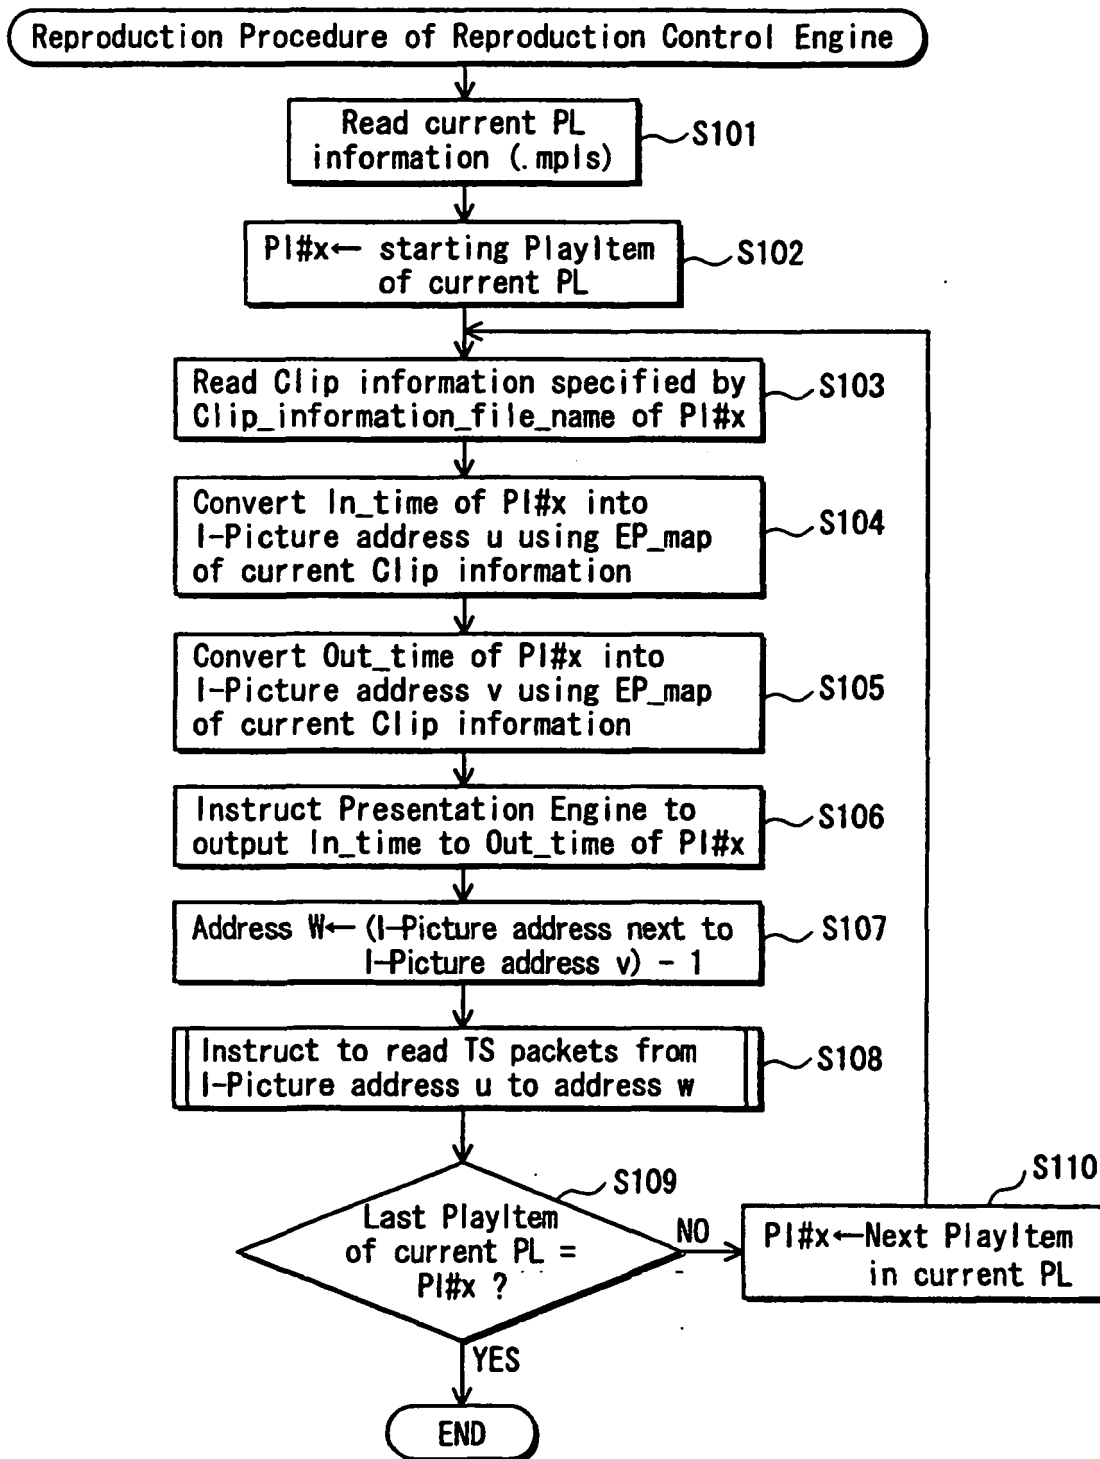 Reproduction Procedure of Reproduction Control Engine
Read current PL
information (.mpls)
S101
PI#x← starting PlayItem
of current PL
S102
Read Clip information specified by
Clip_information_file_name of PI#x
S103
Convert In_time of PI#x into
I-Picture address u using EP_map
of current Clip information
S104
Convert Out_time of PI#x into
I-Picture address v using EP_map
of current Clip information
S105
Instruct Presentation Engine to
output In_time to Out_time of PI#x
S106
Address W← (I-Picture address next to
I-Picture address v) - 1
S107
Instruct to read TS packets from
I-Picture address u to address w
S108
Last PlayItem
of current PL =
PI#x ?
S109
NO
S110
PI#x←Next PlayItem
in current PL
YES
END